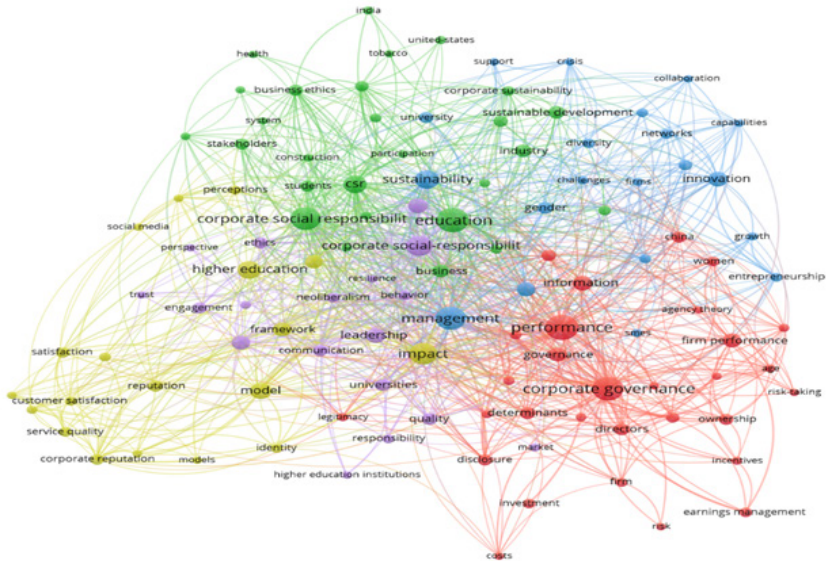 india
united-states
health
tobacco
support
crisis
collaboration
business ethics
corporate sustainability
sustainable development
capabilities
system
university
networks
stakeholders
industry
diversity
construction
participation
perceptions
students
csr
sustainability
challenges
firms
innovation
gender
social media
corporate social responsibilit
education
china
growth
perspective
ethics
corporate social-responsibilit
women
higher education
resilience
business
information
entrepreneurship
trust
engagement
neoliberalism
behavior
agency theory
management
performance
framework
leadership
smes
firm performance
satisfaction
communication
impact
governance
age
reputation
model
universities
corporate governance
risk-taking
customer satisfaction
legitimacy
quality
determinants
ownership
service quality
responsibility
directors
identity
market
corporate reputation
models
disclosure
incentives
higher education institutions
firm
investment
earnings management
risk
costs